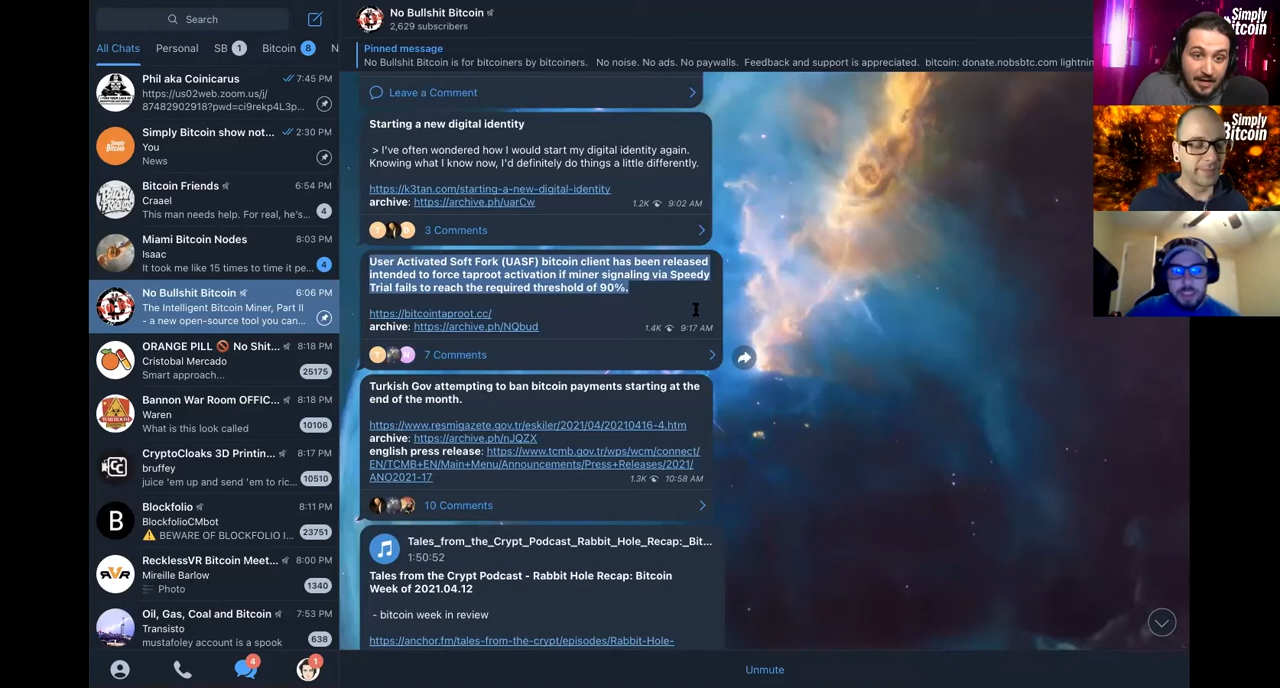 Search
All Chats Personal SB 1 Bitcoin 8 N
Phil aka Coinicarus 7:45 PM
https://us02web.zoom.us/j/
87482902918?pwd=ci9rekp4L3p...
Simply Bitcoin show not... 2:30 PM
You
News
Bitcoin Friends 6:54 PM
Craael
This man needs help. For real, he's... 4
Miami Bitcoin Nodes 8:03 PM
Isaac
It took me like 15 times to time it pe... 4
No Bullshit Bitcoin 6:06 PM
The Intelligent Bitcoin Miner, Part II
- a new open-source tool you can...
ORANGE PILL 🚫 No Shit... 8:18 PM
Cristobal Mercado
Smart approach... 25175
Bannon War Room OFFIC... 8:18 PM
Waren
What is this look called 10106
CryptoCloaks 3D Printin... 8:17 PM
bruffey
juice 'em up and send 'em to ric... 10510
Blockfolio 8:11 PM
BlockfolioCMbot
⚠️ BEWARE OF BLOCKFOLIO I... 23751
RecklessVR Bitcoin Meet... 8:00 PM
Mireille Barlow
Photo 1340
Oil, Gas, Coal and Bitcoin 7:53 PM
Transisto
mustafoley account is a spook 638
4 1
No Bullshit Bitcoin
2,629 subscribers
Pinned message
No Bullshit Bitcoin is for bitcoiners by bitcoiners. No noise. No ads. No paywalls. Feedback and support is appreciated. bitcoin: donate.nobsbtc.com lightnin
Leave a Comment
Starting a new digital identity
> I've often wondered how I would start my digital identity again.
Knowing what I know now, I'd definitely do things a little differently.
https://k3tan.com/starting-a-new-digital-identity
archive: https://archive.ph/uarCw 1.2K 9:02 AM
3 Comments
User Activated Soft Fork (UASF) bitcoin client has been released
intended to force taproot activation if miner signaling via Speedy
Trial fails to reach the required threshold of 90%.
https://bitcointaproot.cc/
archive: https://archive.ph/NQbud 1.4K 9:17 AM
7 Comments
Turkish Gov attempting to ban bitcoin payments starting at the
end of the month.
https://www.resmigazete.gov.tr/eskiler/2021/04/20210416-4.htm
archive: https://archive.ph/nJQZX
english press release: https://www.tcmb.gov.tr/wps/wcm/connect/
EN/TCMB+EN/Main+Menu/Announcements/Press+Releases/2021/
ANO2021-17 1.3K 10:58 AM
10 Comments
Tales_from_the_Crypt_Podcast_Rabbit_Hole_Recap:_Bit...
1:50:52
Tales from the Crypt Podcast - Rabbit Hole Recap: Bitcoin
Week of 2021.04.12
- bitcoin week in review
https://anchor.fm/tales-from-the-crypt/episodes/Rabbit-Hole-
Unmute
Simply
Simply